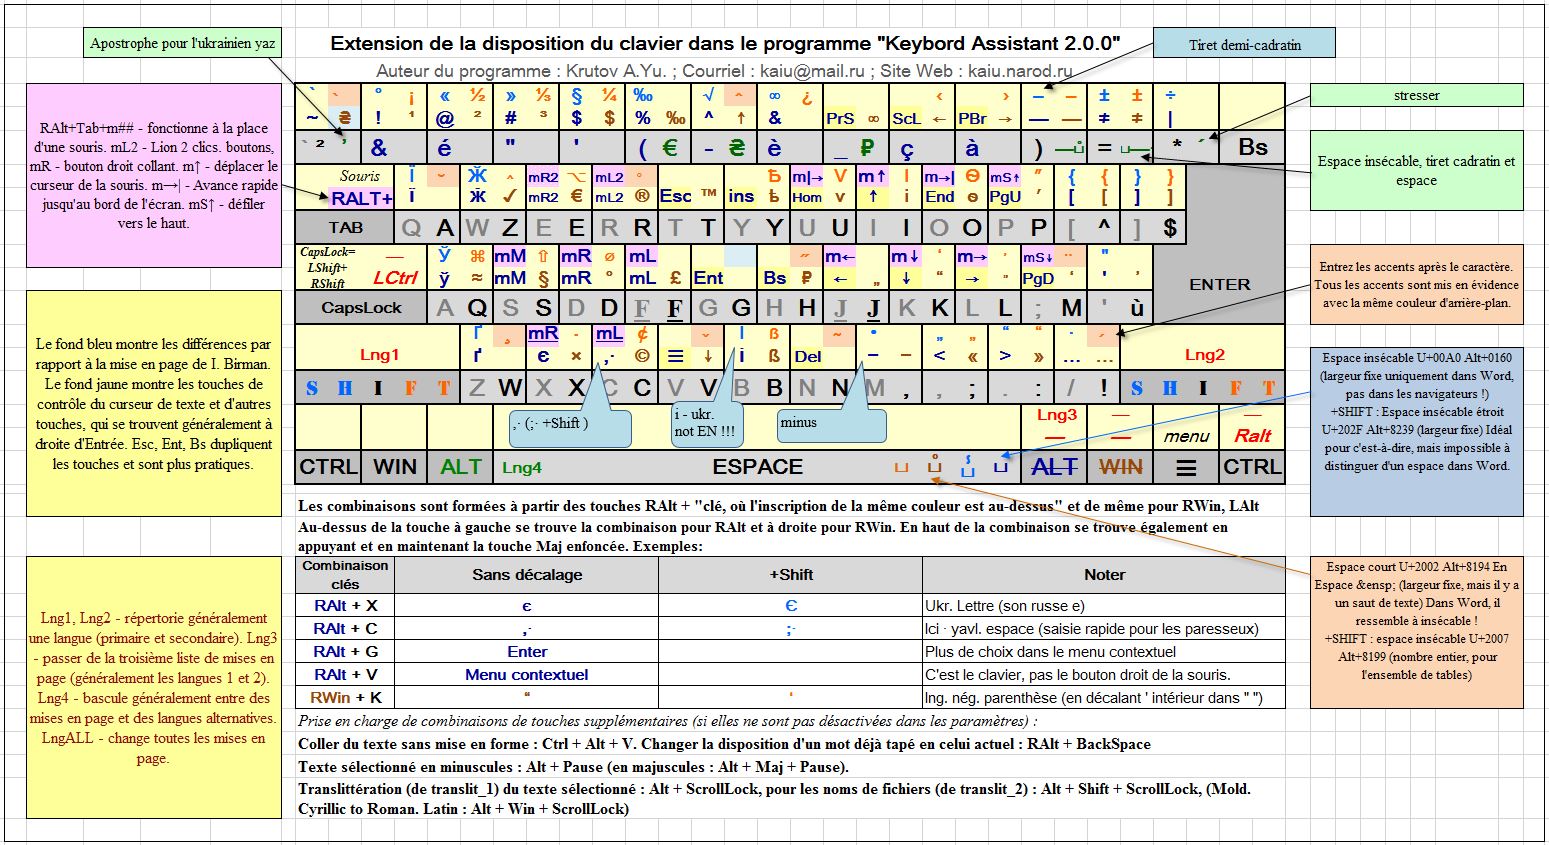 Extension de la disposition du clavier dans le programme "Keybord Assistant 2.0.0"
Auteur du programme : Krutov A.Yu. ; Courriel : kaiu@mail.ru ; Site Web : kaiu.narod.ru
Apostrophe pour l'ukrainien yaz
Tiret demi-cadratin
stresser
RAlt+Tab+m## - fonctionne à la place
d'une souris. mL2 - Lion 2 clics. boutons,
mR - bouton droit collant. m↑ - déplacer le
curseur de la souris. m→| - Avance rapide
jusqu'au bord de l'écran. mS↑ - défiler
vers le haut.
Espace insécable, tiret cadratin et
espace
Entrez les accents après le caractère.
Tous les accents sont mis en évidence
avec la même couleur d'arrière-plan.
Le fond bleu montre les différences par
rapport à la mise en page de I. Birman.
Le fond jaune montre les touches de
contrôle du curseur de texte et d'autres
touches, qui se trouvent généralement à
droite d'Entrée. Esc, Ent, Bs dupliquent
les touches et sont plus pratiques.
Espace insécable U+00A0 Alt+0160
(largeur fixe uniquement dans Word,
pas dans les navigateurs !)
+SHIFT : Espace insécable étroit
U+202F Alt+8239 (largeur fixe) Idéal
pour c'est-à-dire, mais impossible à
distinguer d'un espace dans Word.
Espace court U+2002 Alt+8194 En
Espace &ensp; (largeur fixe, mais il y a
un saut de texte) Dans Word, il
ressemble à insécable !
+SHIFT : espace insécable U+2007
Alt+8199 (nombre entier, pour
l'ensemble de tables)
Lng1, Lng2 - répertorie généralement
une langue (primaire et secondaire). Lng3
- passer de la troisième liste de mises en
page (généralement les langues 1 et 2).
Lng4 - bascule généralement entre des
mises en page et des langues alternatives.
LngALL - change toutes les mises en
page.
` ` ° ¡ « ½ » ⅓ § ¼ ‰ √ ˆ ∞ ¿ ‹ › – – ± ± ÷
~ ₴ ! ¹ @ ² # ³ $ $ % ‰ ^ ↑ & PrS ∞ ScL ← PBr → — — ≠ ≠ |
` ² ’ & é " ' ( € - ₴ è _ ₽ ç à ) = * ´ Bs
Souris Ï ˘ Ӂ ‸ mR2 ⌥ mL2 ° Ѣ m|→ V m↑ I m→| Ѳ mS↑ ″ { { } }
RALT+ ï ӂ ✓ mR2 € mL2 ® Esc ™ ins ѣ Hom v m↑ i End ѳ PgU ′ [ [ ] ]
TAB Q A W Z E E R R T T Y Y U U I I O O P P [ ^ ] $
CapsLock= — Ў ⌘ mM ⇧ mR ø mL ˝ m← m↓ ‘ m→ ’ mS↓ ¨ "
LShift+
RShift LCtrl ў ≈ mM § mR ° mL £ Ent Bs ₽ ← „ ↓ “ → ” PgD ‘ ' ’
ENTER
CapsLock A Q S S D D F F G G H H J J K K L L ; M ' ù
Lng1 Ґ ¸ mR · mL ¢ ˇ I ß ~ • „ „ “ “ · ´ Lng2
ґ є × ,· © ≡ ↓ i ß Del − – < « > » … …
S H I F T Z W X X C C V V B B N N M , , ; . : / ! S H I F T
,· (;· +Shift )
i - ukr.
not EN !!!
minus
Lng3 — —
— — menu Ralt
CTRL WIN ALT Lng4 ESPACE ALT WIN ≡ CTRL
Les combinaisons sont formées à partir des touches RAlt + "clé, où l'inscription de la même couleur est au-dessus" et de même pour RWin, LAlt
Au-dessus de la touche à gauche se trouve la combinaison pour RAlt et à droite pour RWin. En haut de la combinaison se trouve également en
appuyant et en maintenant la touche Maj enfoncée. Exemples:
Combinaison
clés Sans décalage +Shift Noter
RAlt + X є Є Ukr. Lettre (son russe e)
RAlt + C ,· ;· Ici · yavl. espace (saisie rapide pour les paresseux)
RAlt + G Enter Plus de choix dans le menu contextuel
RAlt + V Menu contextuel C'est le clavier, pas le bouton droit de la souris.
RWin + K “ ‘ Ing. nég. parenthèse (en décalant ' intérieur dans " ")
Prise en charge de combinaisons de touches supplémentaires (si elles ne sont pas désactivées dans les paramètres) :
Coller du texte sans mise en forme : Ctrl + Alt + V. Changer la disposition d'un mot déjà tapé en celui actuel : RAlt + BackSpace
Texte sélectionné en minuscules : Alt + Pause (en majuscules : Alt + Maj + Pause).
Translittération (de translit_1) du texte sélectionné : Alt + ScrollLock, pour les noms de fichiers (de translit_2) : Alt + Shift + ScrollLock, (Mold.
Cyrillic to Roman. Latin : Alt + Win + ScrollLock)